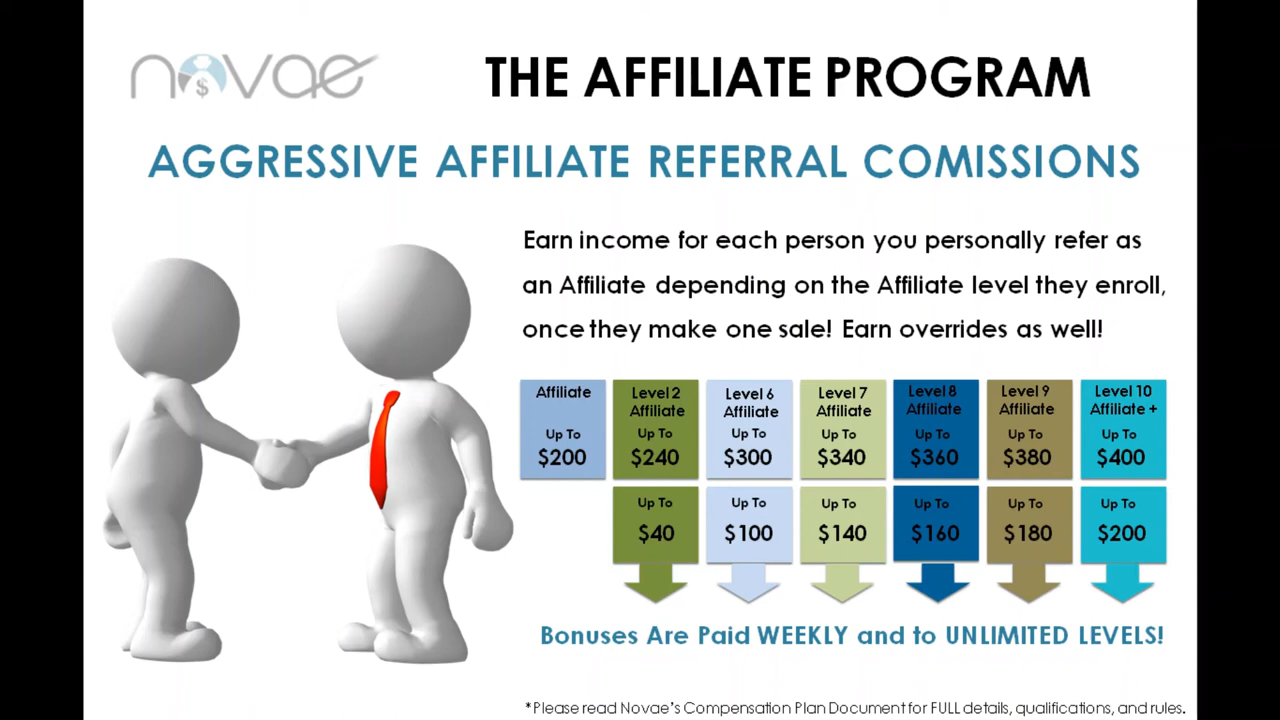 novae
$
THE AFFILIATE PROGRAM
AGGRESSIVE AFFILIATE REFERRAL COMISSIONS
Earn income for each person you personally refer as
an Affiliate depending on the Affiliate level they enroll,
once they make one sale! Earn overrides as well!
Affiliate
Up To
$200
Level 2
Affiliate
Up To
$240
Level 6
Affiliate
Up To
$300
Level 7
Affiliate
Up To
$340
Level 8
Affiliate
Up To
$360
Level 9
Affiliate
Up To
$380
Level 10
Affiliate +
Up To
$400
Up To
$40
Up To
$100
Up To
$140
Up To
$160
Up To
$180
Up To
$200
Bonuses Are Paid WEEKLY and to UNLIMITED LEVELS!
*Please read Novae's Compensation Plan Document for FULL details, qualifications, and rules.